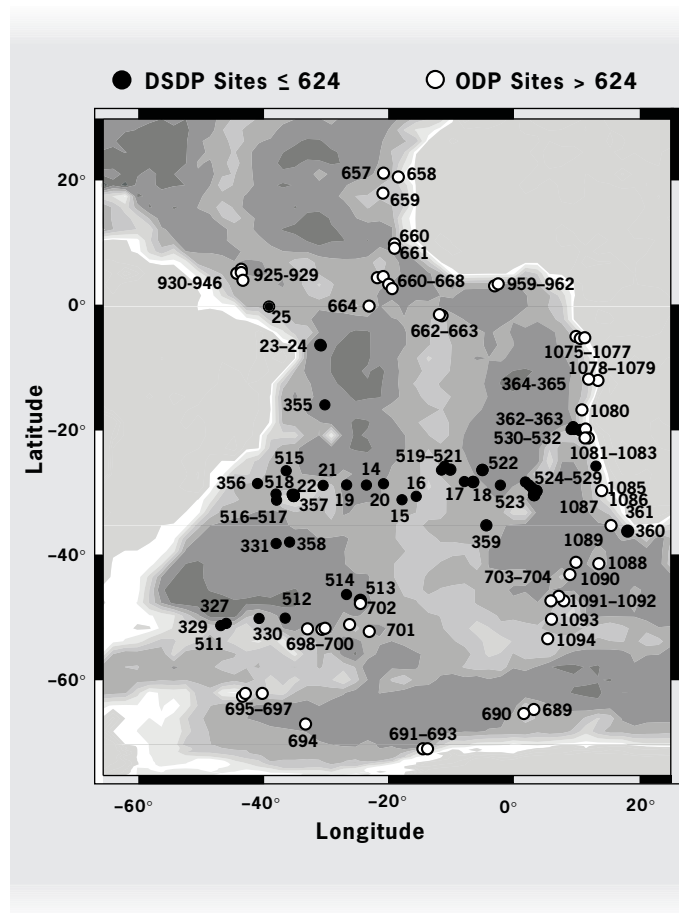 DSDP Sites ≤ 624 ODP Sites > 624
657 658
20°
659
660
661
925-929
930-946 660–668 959–962
0° 664
25
662–663
23–24
1075–1077
1078–1079
364-365
355 1080
362–363
-20°
530–532
519–521 1081–1083
515 522
21 14
356 518 16 524–529
22 1085
357 19 20 17 18 523 1087 1086
15 361
516–517 360
359 1089
331 358
-40° 1088
703–704 1090
514 513
512 702 1091–1092
327
1093
329 330 701
511 698–700 1094
-60°
695–697 690 689
694 691–693
Latitude
-60° -40° -20° 0° 20°
Longitude